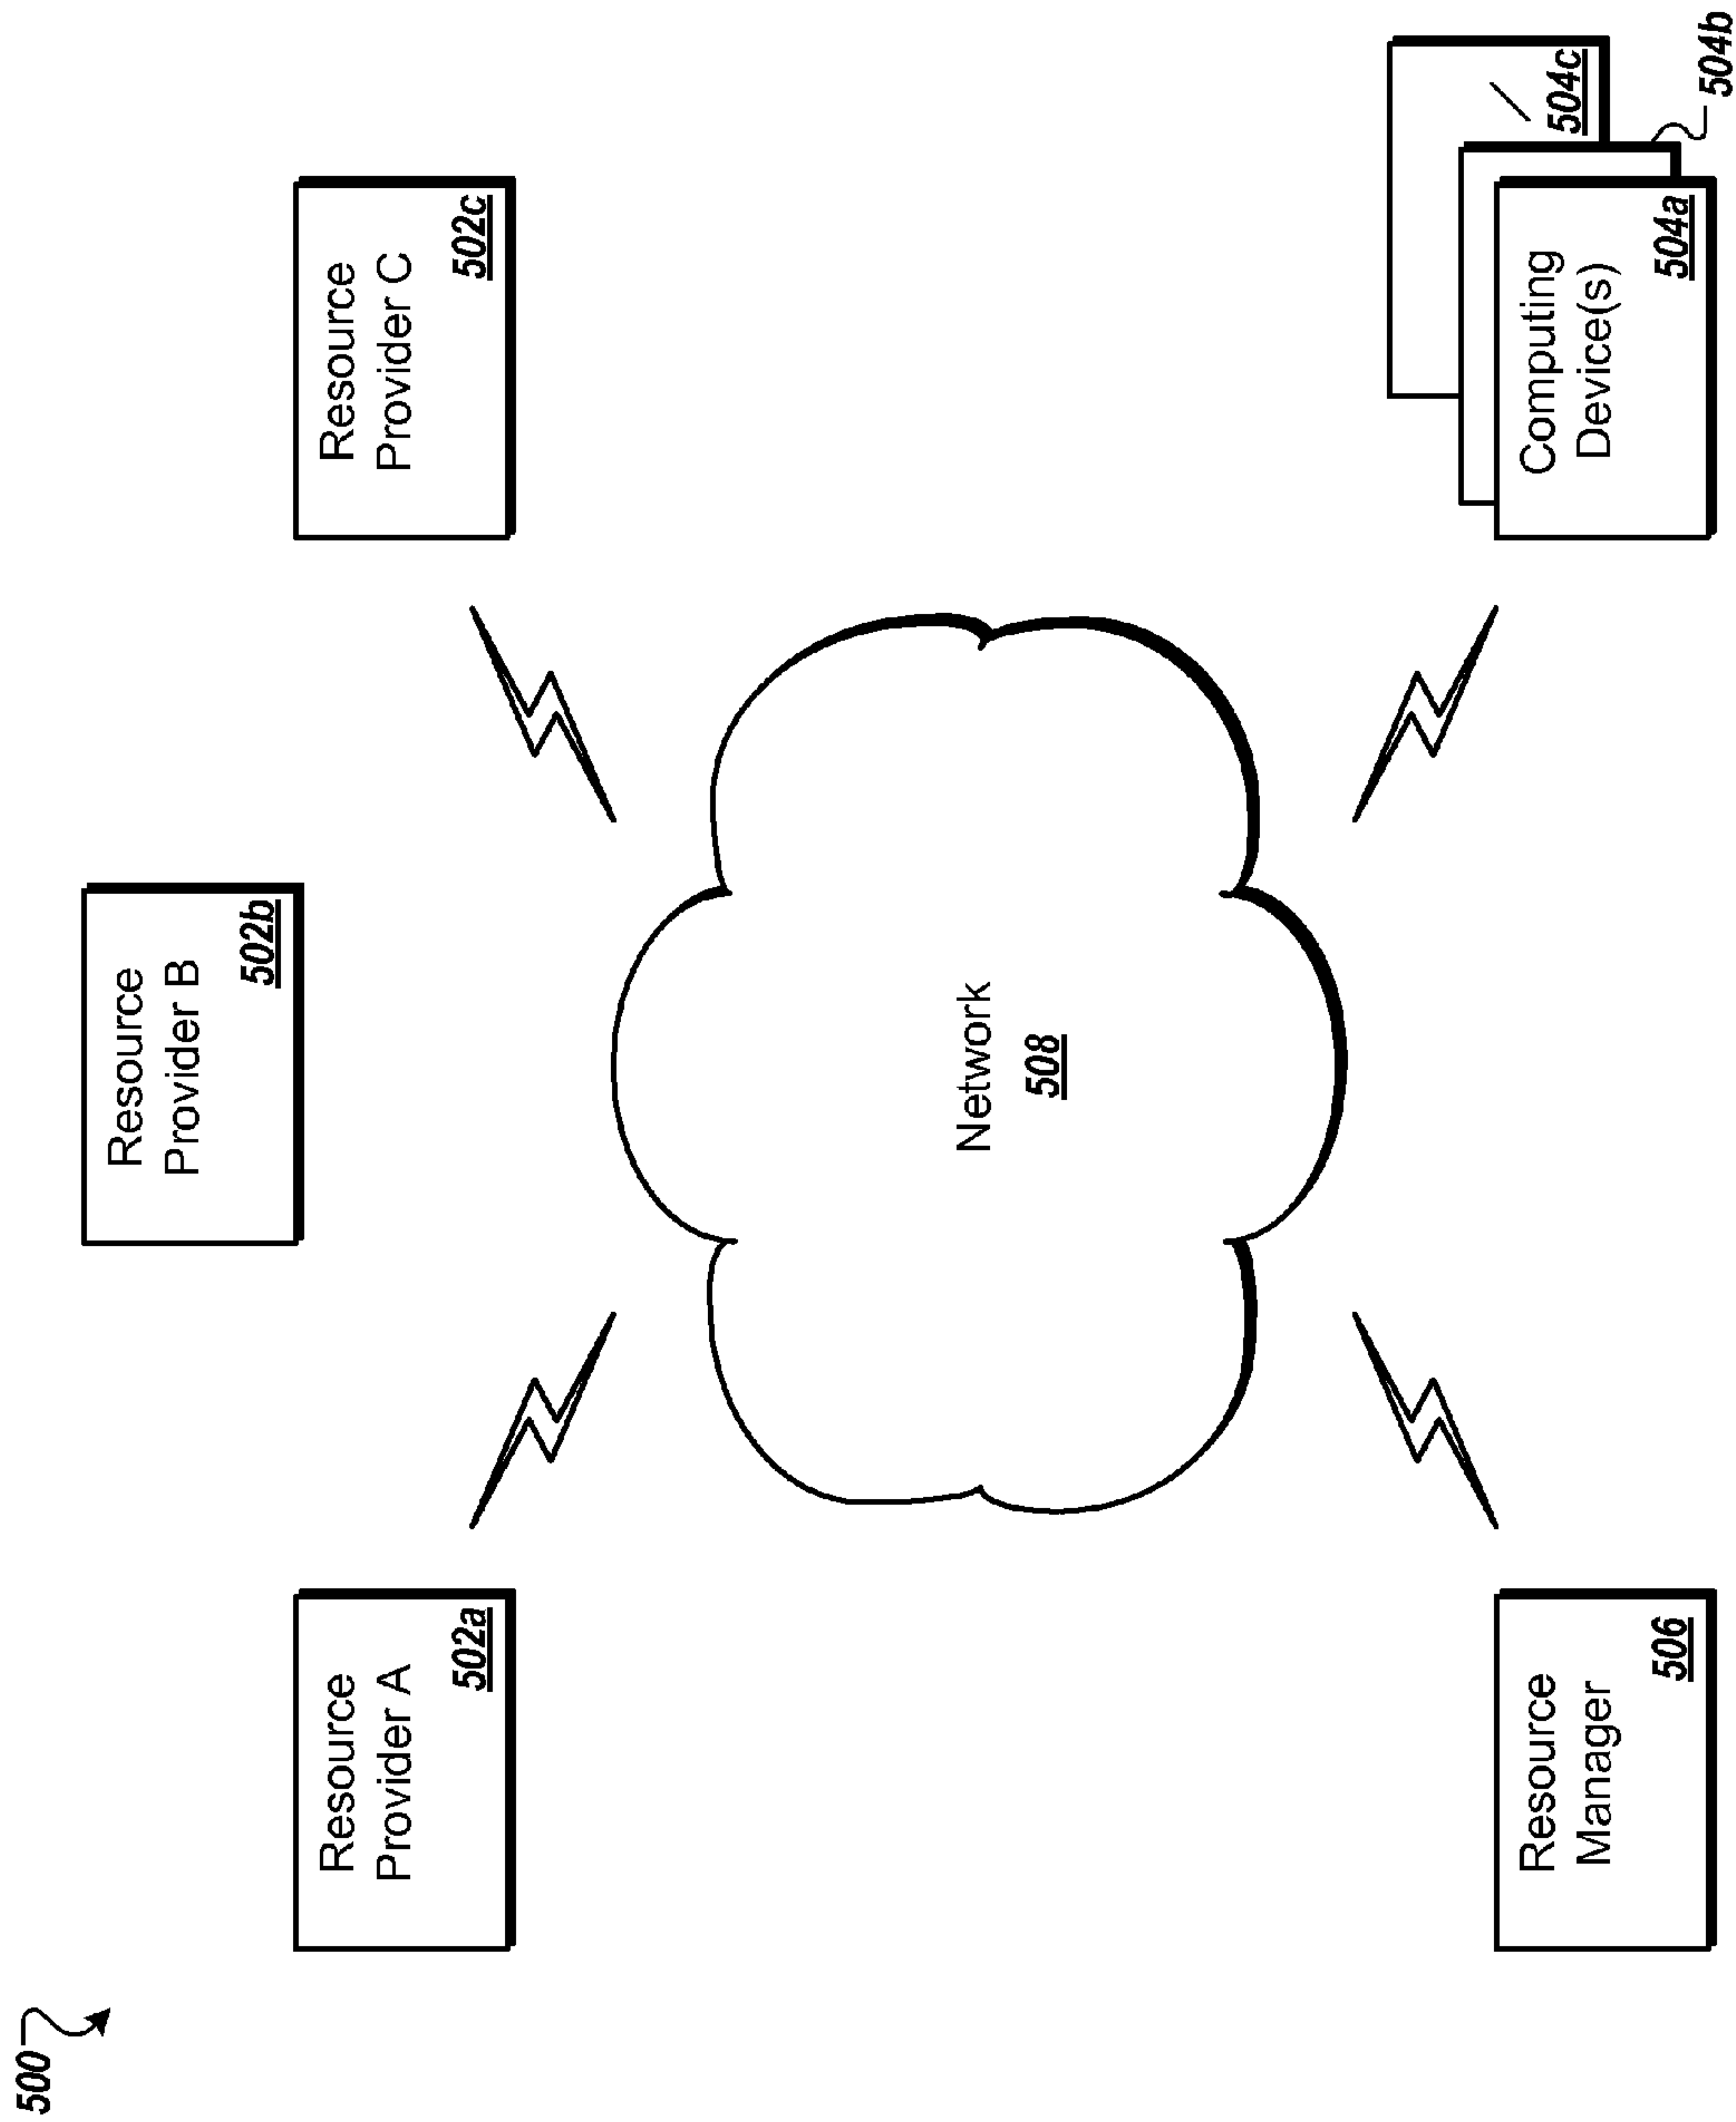 500
Resource
Provider B
502b
Resource
Provider A
502a
Resource
Provider C
502c
Network
508
Resource
Manager
506
Computing
Device(s)
504a
504c
504b